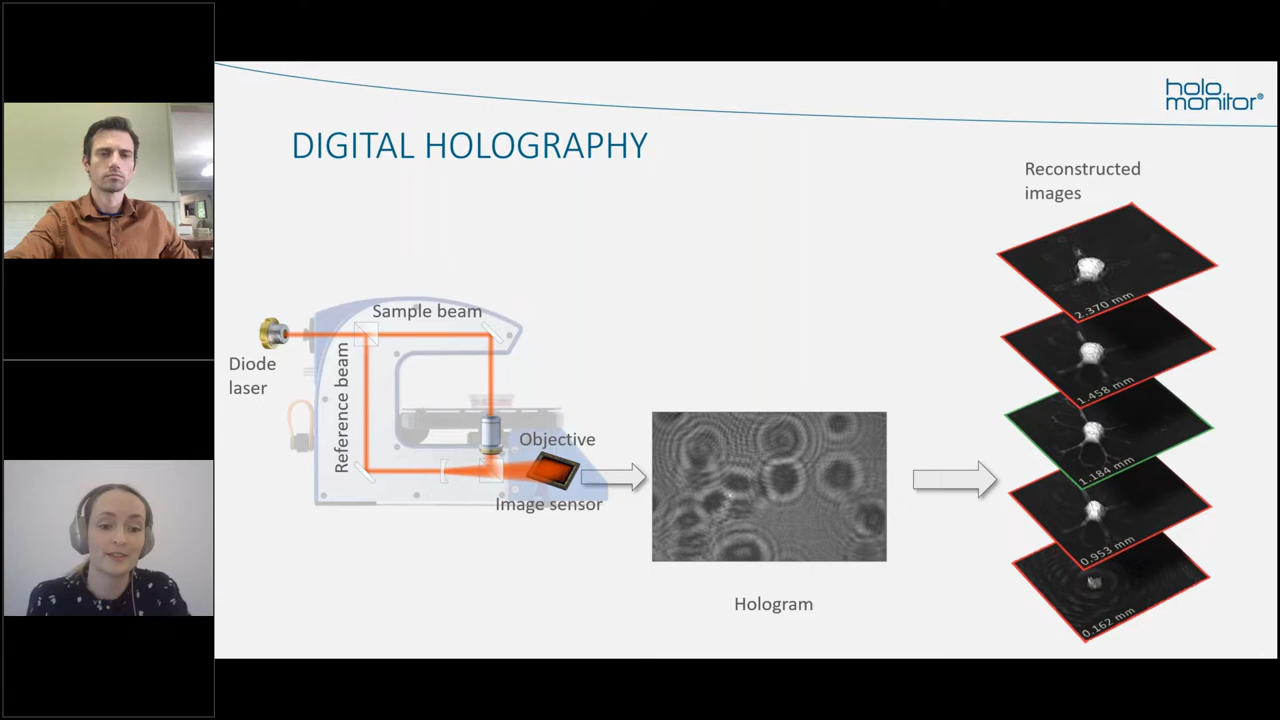 holo
monitor®
DIGITAL HOLOGRAPHY
Reconstructed
images
Sample beam
Diode
laser
Reference beam
Objective
Image sensor
Hologram
2.370 mm
1.458 mm
1.184 mm
0.953 mm
0.162 mm